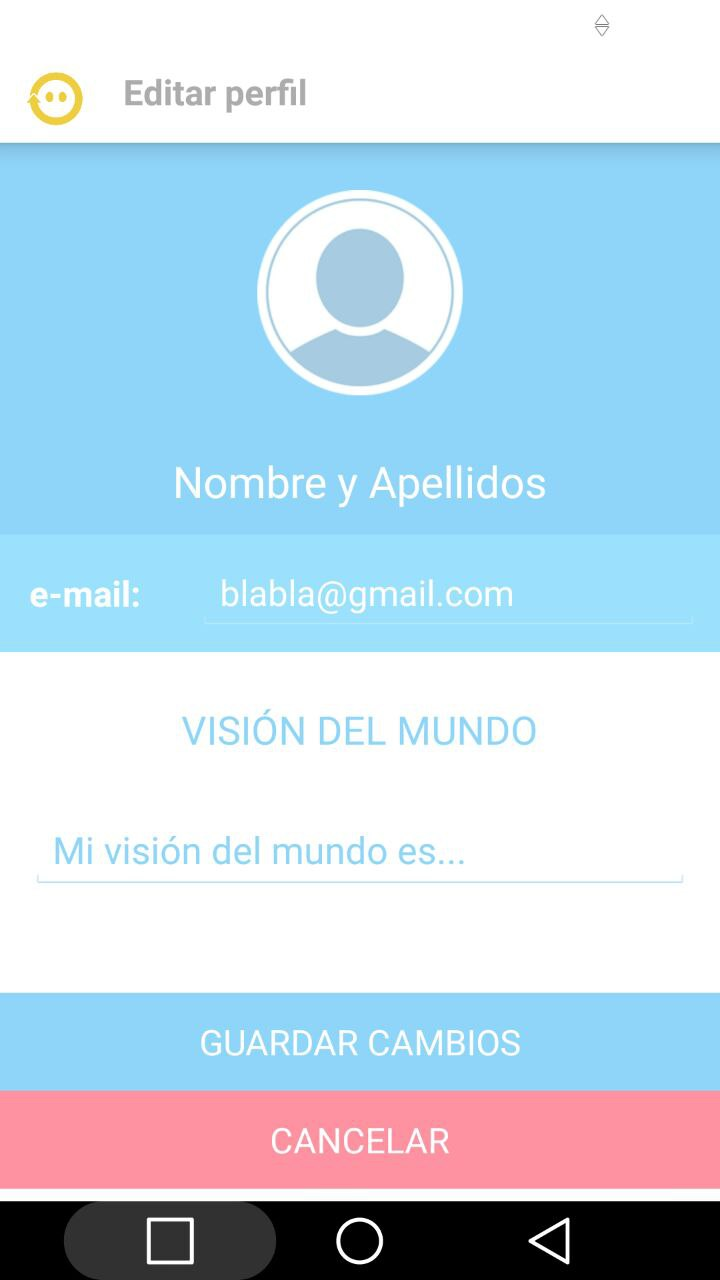 Editar perfil
Nombre y Apellidos
e-mail: blabla@gmail.com
VISIÓN DEL MUNDO
Mi visión del mundo es...
GUARDAR CAMBIOS
CANCELAR